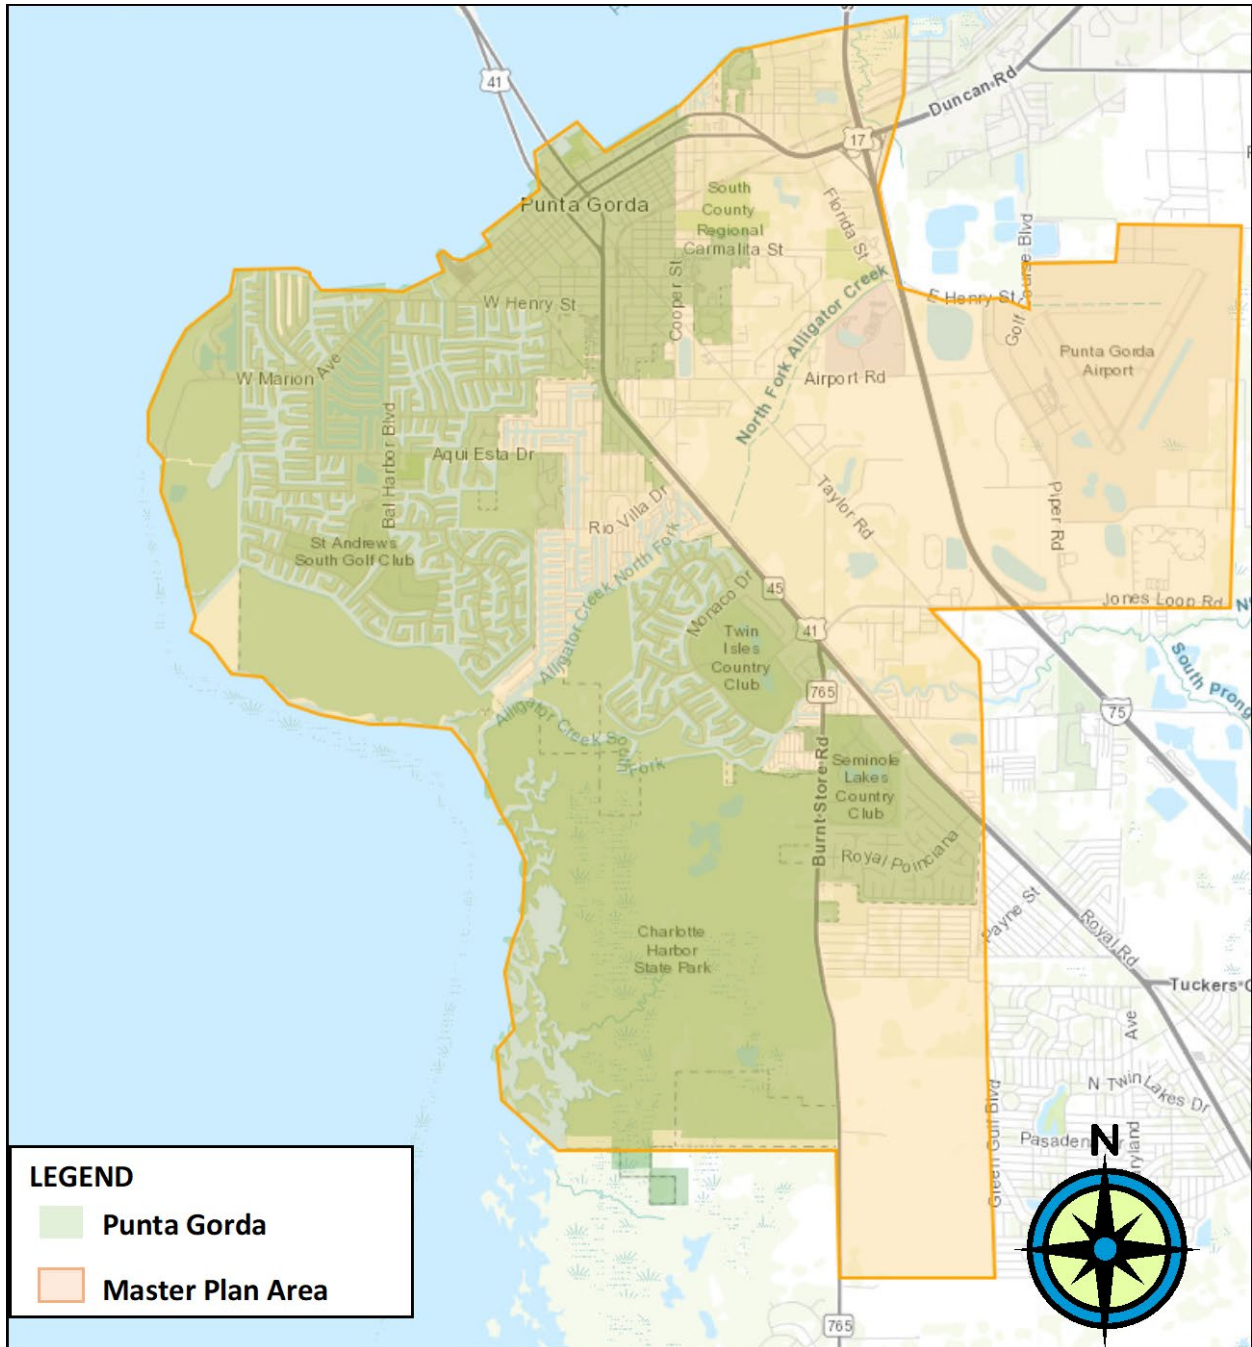 41
Duncan Rd
17
Punta Gorda
South
County
Regional
Carmalita St
Florida St
W Henry St
Cooper St
North Fork Alligator Creek
E Henry St
Golf Course Blvd
Punta Gorda
Airport
W Marion Ave
Airport Rd
Bal Harbor Blvd
Aqui Esta Dr
Rio Villa Dr
Taylor Rd
Piper Rd
St Andrews
South Golf Club
Alligator Creek North Fork
Monaco Dr
45
41
Jones Loop Rd
Twin
Isles
Country
Club
765
75
South Prong
Alligator Creek South Fork
Burnt Store Rd
Seminole
Lakes
Country
Club
Royal Poinciana
Payne St
Royal Rd
Charlotte
Harbor
State Park
Tuckers
Ave
N Twin Lakes Dr
Green Gulf Blvd
N
LEGEND
Punta Gorda
Master Plan Area
765